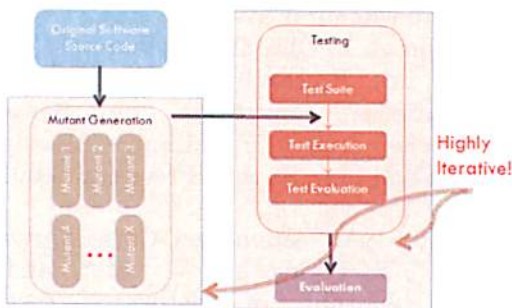 Original Software
Source Code
Mutant Generation
Mutant 1
Mutant 2
Mutant 3
Mutant 4
...
Mutant X
Testing
Test Suite
Test Execution
Test Evaluation
Evaluation
Highly
Iterative!